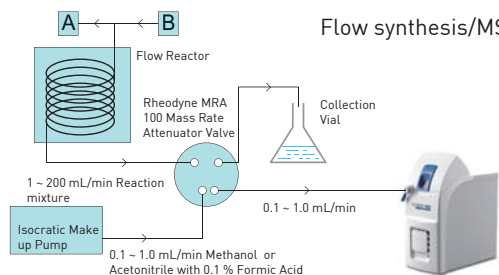 Flow synthesis/MS
A
B
Flow Reactor
Rheodyne MRA
100 Mass Rate
Attenuator Valve
Collection
Vial
1 ~ 200 mL/min Reaction
mixture
0.1 ~ 1.0 mL/min
Isocratic Make
up Pump
0.1 ~ 1.0 mL/min Methanol or
Acetonitrile with 0.1 % Formic Acid